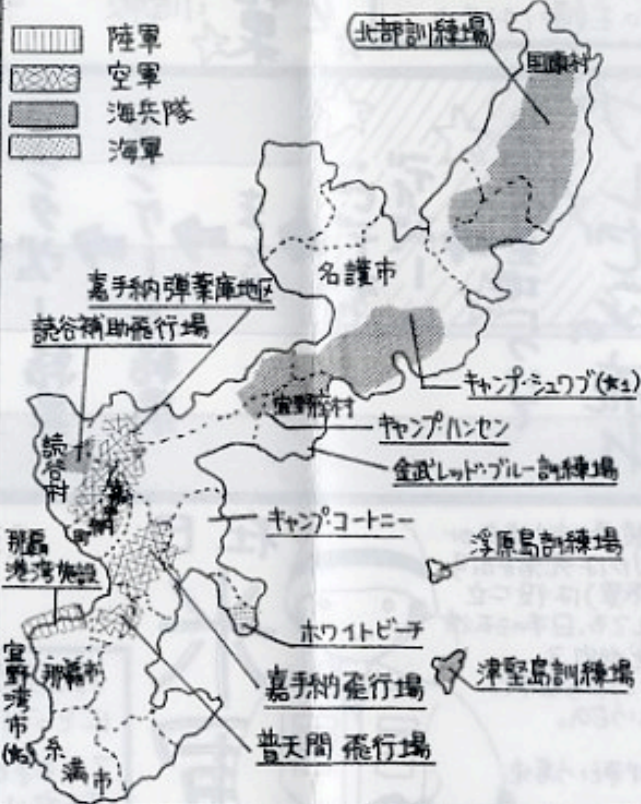 陸軍
空軍
海兵隊
海軍
北部訓練場
国頭村
名護市
嘉手納弾薬庫地区
読谷補助飛行場
キャンプ・シュワブ(※1)
宜野座村
キャンプ・ハンセン
金武レッド・ブルー訓練場
読谷村
キャンプ・コートニー
浮原島訓練場
那覇
港湾施設
ホワイトビーチ
津堅島訓練場
宜野湾市
嘉手納飛行場
普天間飛行場
糸満市